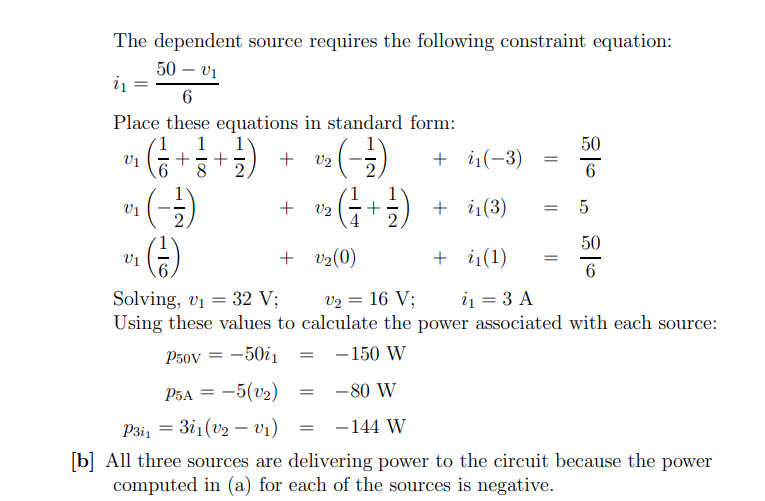 The dependent source requires the following constraint equation:
i₁ = (50 − v₁)/6
Place these equations in standard form:
v₁ (1/6 + 1/8 + 1/2) + v₂ (−1/2) + i₁(−3) = 50/6
v₁ (−1/2) + v₂ (1/4 + 1/2) + i₁(3) = 5
v₁ (1/6) + v₂(0) + i₁(1) = 50/6
Solving, v₁ = 32 V; v₂ = 16 V; i₁ = 3 A
Using these values to calculate the power associated with each source:
p₅₀V = −50i₁ = −150 W
p₅A = −5(v₂) = −80 W
p₃i₁ = 3i₁(v₂ − v₁) = −144 W
[b] All three sources are delivering power to the circuit because the power
computed in (a) for each of the sources is negative.